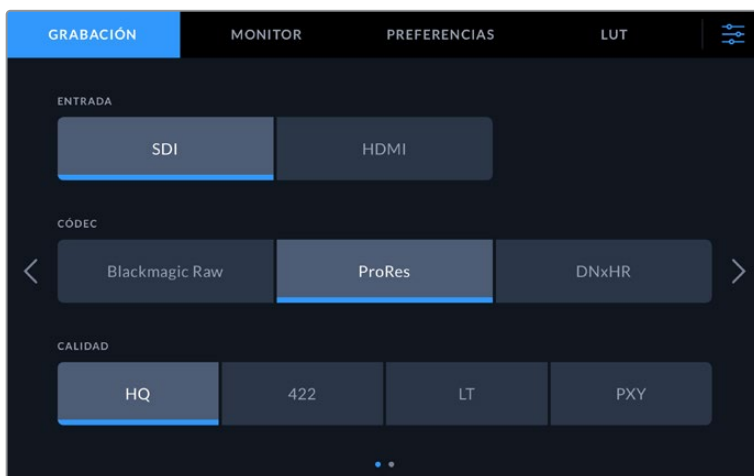 GRABACIÓN MONITOR PREFERENCIAS LUT
ENTRADA
SDI HDMI
CÓDEC
Blackmagic Raw ProRes DNxHR
CALIDAD
HQ 422 LT PXY